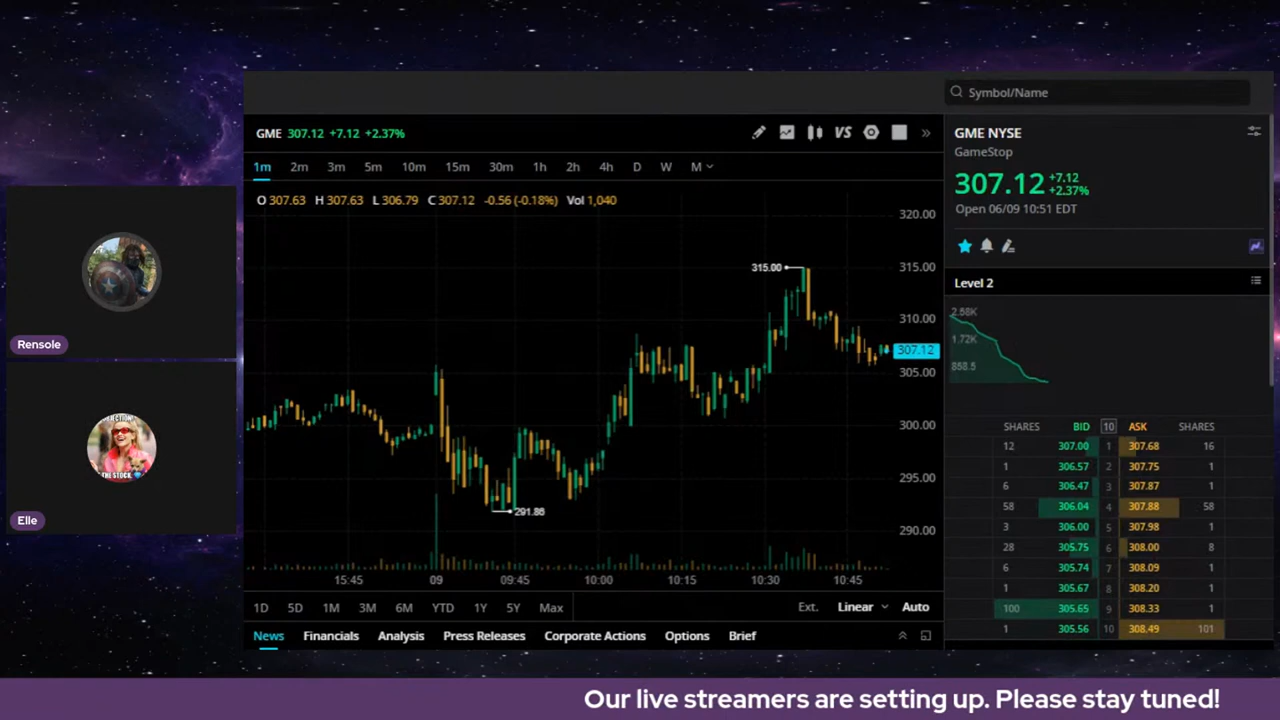 Rensole
Elle
THE STOCK
GME 307.12 +7.12 +2.37%
VS
1m 2m 3m 5m 10m 15m 30m 1h 2h 4h D W M
O 307.63 H 307.63 L 306.79 C 307.12 -0.56 (-0.18%) Vol 1,040
320.00
315.00
315.00
310.00
307.12
305.00
300.00
295.00
291.86
290.00
15:45 09 09:45 10:00 10:15 10:30 10:45
1D 5D 1M 3M 6M YTD 1Y 5Y Max Ext. Linear Auto
News Financials Analysis Press Releases Corporate Actions Options Brief
Symbol/Name
GME NYSE
GameStop
307.12 +7.12
+2.37%
Open 06/09 10:51 EDT
Level 2
2.58K
1.72K
858.5
SHARES BID 10 ASK SHARES
12 307.00 1 307.68 16
1 306.57 2 307.75 1
6 306.47 3 307.87 1
58 306.04 4 307.88 58
3 306.00 5 307.98 1
28 305.75 6 308.00 8
6 305.74 7 308.09 1
1 305.67 8 308.20 1
100 305.65 9 308.33 1
1 305.56 10 308.49 101
Our live streamers are setting up. Please stay tuned!